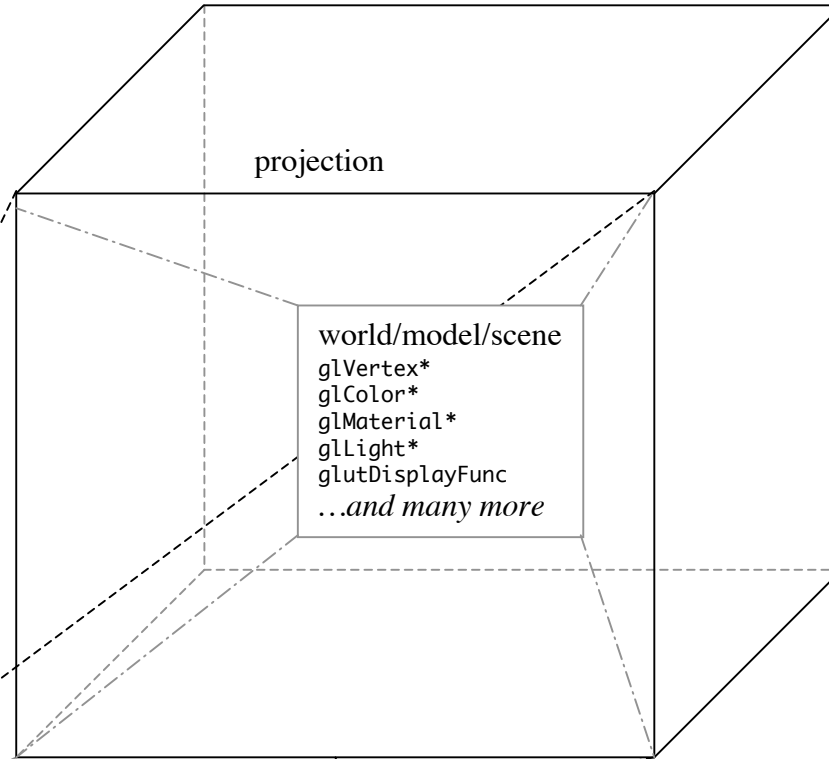 projection
world/model/scene
glVertex*
glColor*
glMaterial*
glLight*
glutDisplayFunc
…and many more